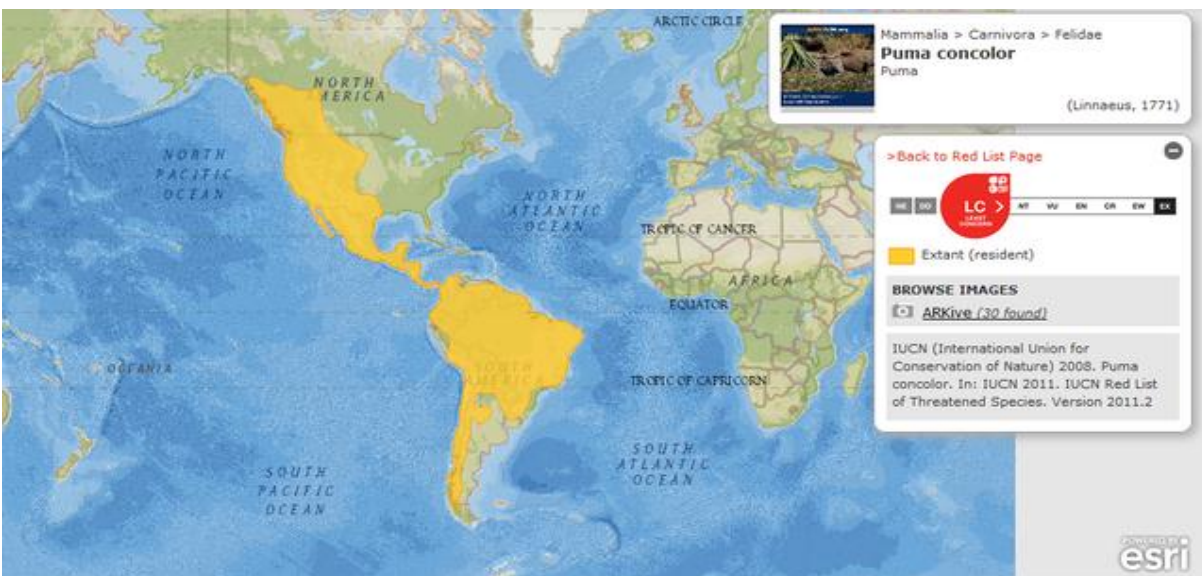 ARCTIC CIRCLE
NORTH
AMERICA
NORTH
PACIFIC
OCEAN
NORTH
ATLANTIC
OCEAN
TROPIC OF CANCER
AFRICA
EQUATOR
OCEANIA
SOUTH
AMERICA
TROPIC OF CAPRICORN
SOUTH
PACIFIC
OCEAN
SOUTH
ATLANTIC
OCEAN
Mammalia > Carnivora > Felidae
Puma concolor
Puma
(Linnaeus, 1771)
>Back to Red List Page
NE DD LC > NT VU EN CR EW EX
LEAST
CONCERN
Extant (resident)
BROWSE IMAGES
ARKive (30 found)
IUCN (International Union for
Conservation of Nature) 2008. Puma
concolor. In: IUCN 2011. IUCN Red List
of Threatened Species. Version 2011.2
POWERED BY
esri